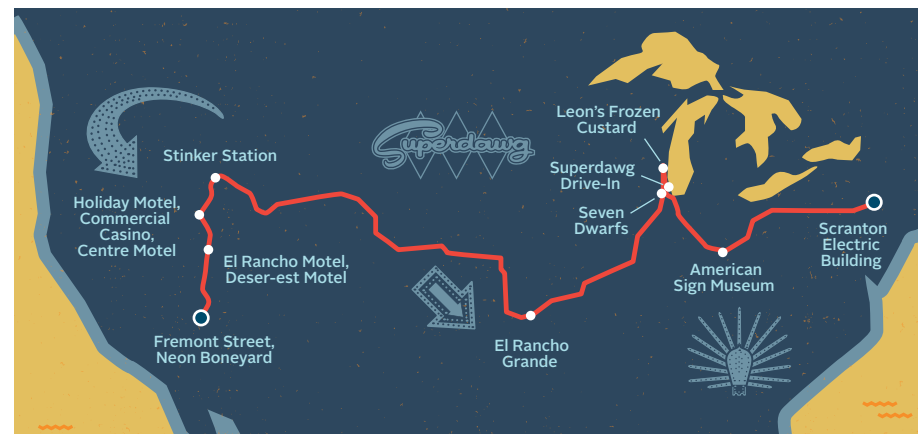 Stinker Station
Holiday Motel,
Commercial
Casino,
Centre Motel
El Rancho Motel,
Deser-est Motel
Fremont Street,
Neon Boneyard
Superdawg
El Rancho
Grande
Leon's Frozen
Custard
Superdawg
Drive-In
Seven
Dwarfs
American
Sign Museum
Scranton
Electric
Building